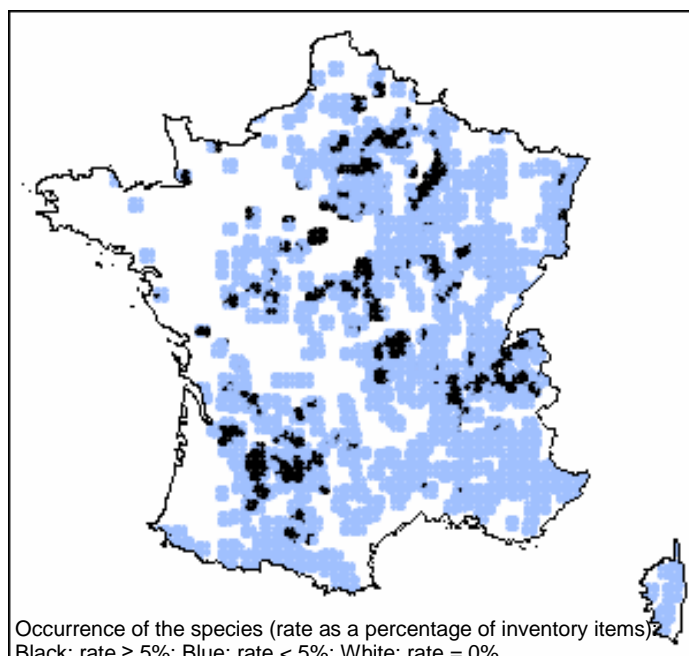 Occurrence of the species (rate as a percentage of inventory items):
Black: rate ≥ 5%; Blue: rate < 5%; White: rate = 0%